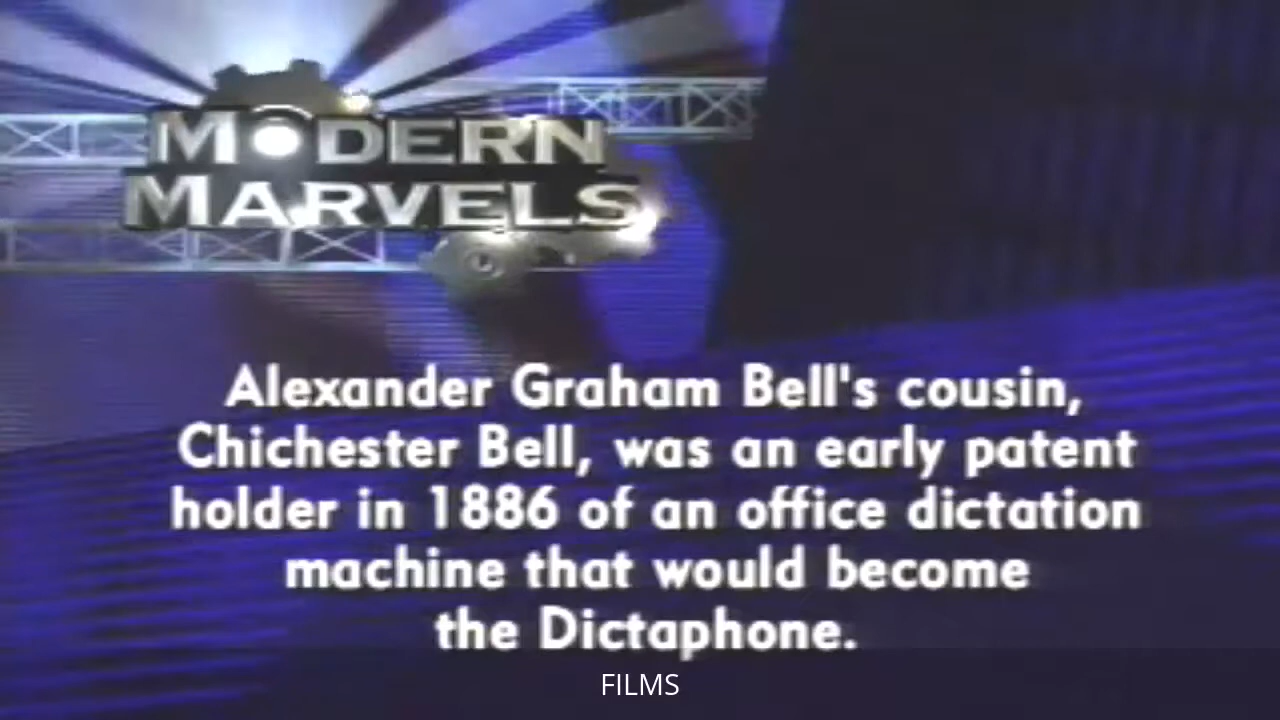 MODERN
MARVELS
Alexander Graham Bell's cousin,
Chichester Bell, was an early patent
holder in 1886 of an office dictation
machine that would become
the Dictaphone.
FILMS